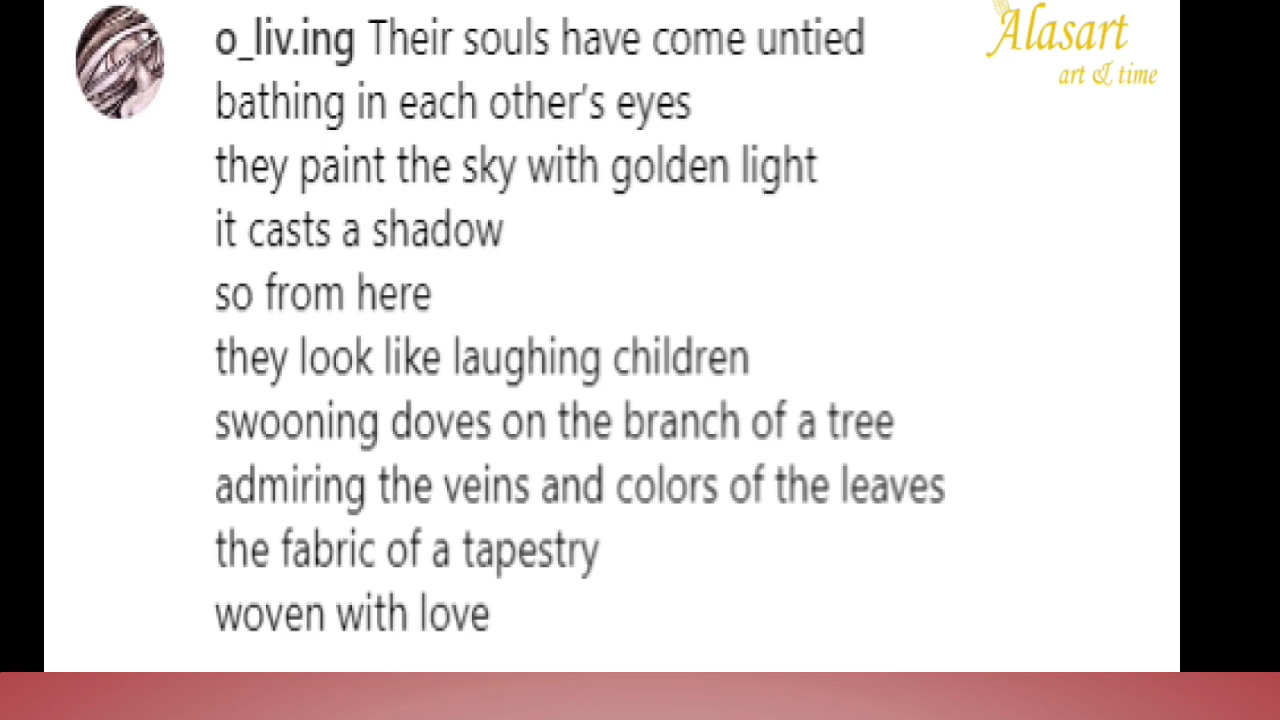 o_liv.ing Their souls have come untied
bathing in each other’s eyes
they paint the sky with golden light
it casts a shadow
so from here
they look like laughing children
swooning doves on the branch of a tree
admiring the veins and colors of the leaves
the fabric of a tapestry
woven with love
Alasart
art & time